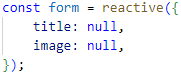 const form = reactive({
    title: null,
    image: null,
});